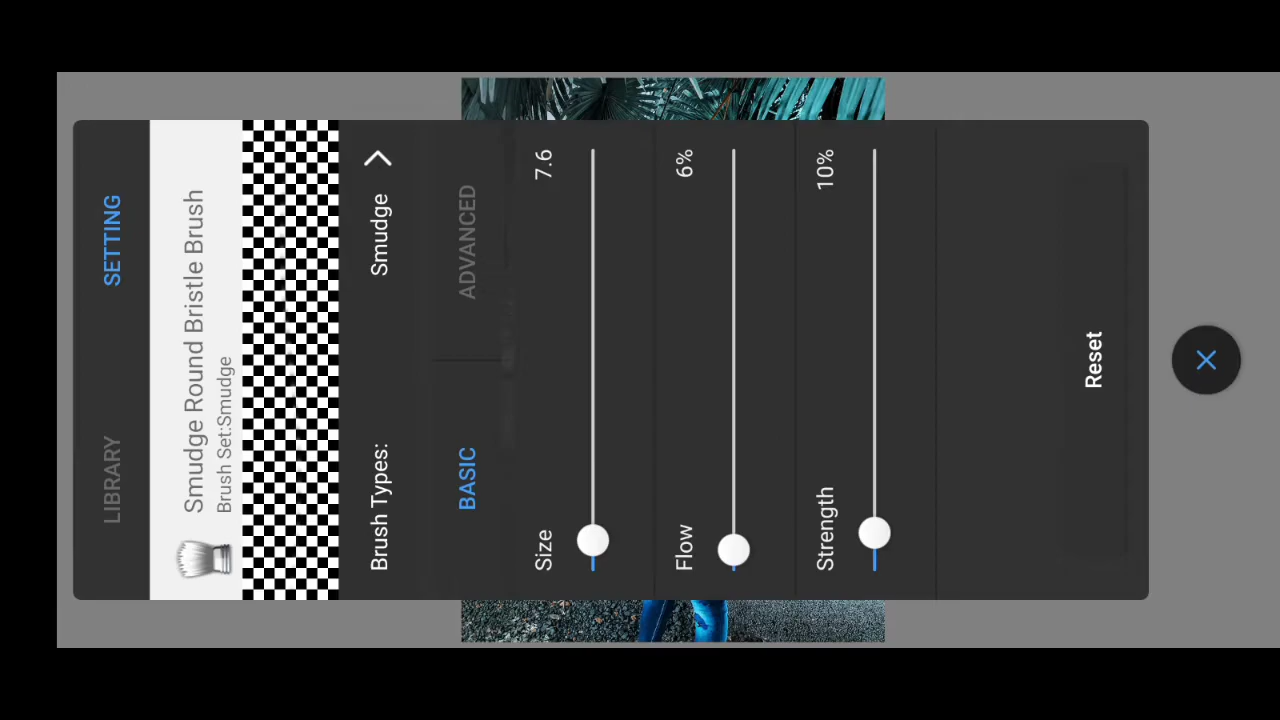 LIBRARY SETTING
Smudge Round Bristle Brush
Brush Set:Smudge
Brush Types: Smudge
BASIC ADVANCED
Size 7.6
Flow 6%
Strength 10%
Reset